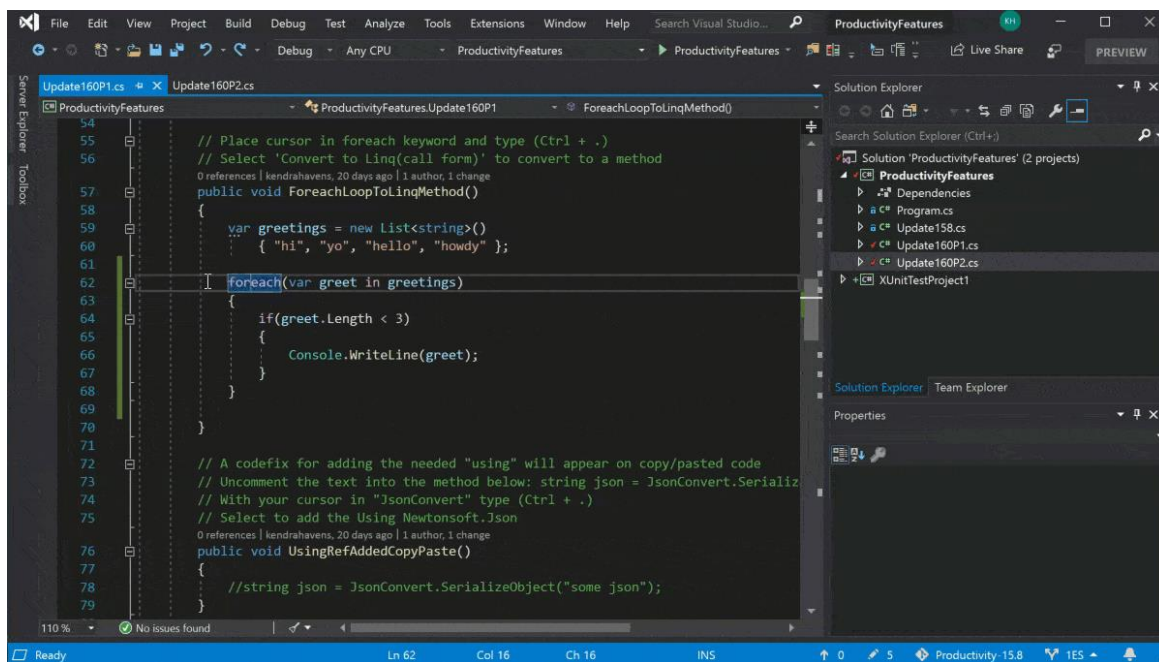 File Edit View Project Build Debug Test Analyze Tools Extensions Window Help Search Visual Studio... ProductivityFeatures KH
Debug Any CPU ProductivityFeatures ProductivityFeatures Live Share PREVIEW
Server Explorer
Toolbox
Update160P1.cs Update160P2.cs
ProductivityFeatures ProductivityFeatures.Update160P1 ForeachLoopToLinqMethod()
54
55 // Place cursor in foreach keyword and type (Ctrl + .)
56 // Select 'Convert to Linq(call form)' to convert to a method
0 references | kendrahavens, 20 days ago | 1 author, 1 change
57 public void ForeachLoopToLinqMethod()
58 {
59 var greetings = new List<string>()
60 { "hi", "yo", "hello", "howdy" };
61
62 foreach(var greet in greetings)
63 {
64 if(greet.Length < 3)
65 {
66 Console.WriteLine(greet);
67 }
68 }
69
70 }
71
72 // A codefix for adding the needed "using" will appear on copy/pasted code
73 // Uncomment the text into the method below: string json = JsonConvert.Serializ
74 // With your cursor in "JsonConvert" type (Ctrl + .)
75 // Select to add the Using Newtonsoft.Json
0 references | kendrahavens, 20 days ago | 1 author, 1 change
76 public void UsingRefAddedCopyPaste()
77 {
78 //string json = JsonConvert.SerializeObject("some json");
79 }
110 % No issues found
Solution Explorer
Search Solution Explorer (Ctrl+;)
Solution 'ProductivityFeatures' (2 projects)
ProductivityFeatures
Dependencies
C# Program.cs
C# Update158.cs
C# Update160P1.cs
C# Update160P2.cs
XUnitTestProject1
Solution Explorer Team Explorer
Properties
Ready Ln 62 Col 16 Ch 16 INS 0 5 Productivity-15.8 1ES